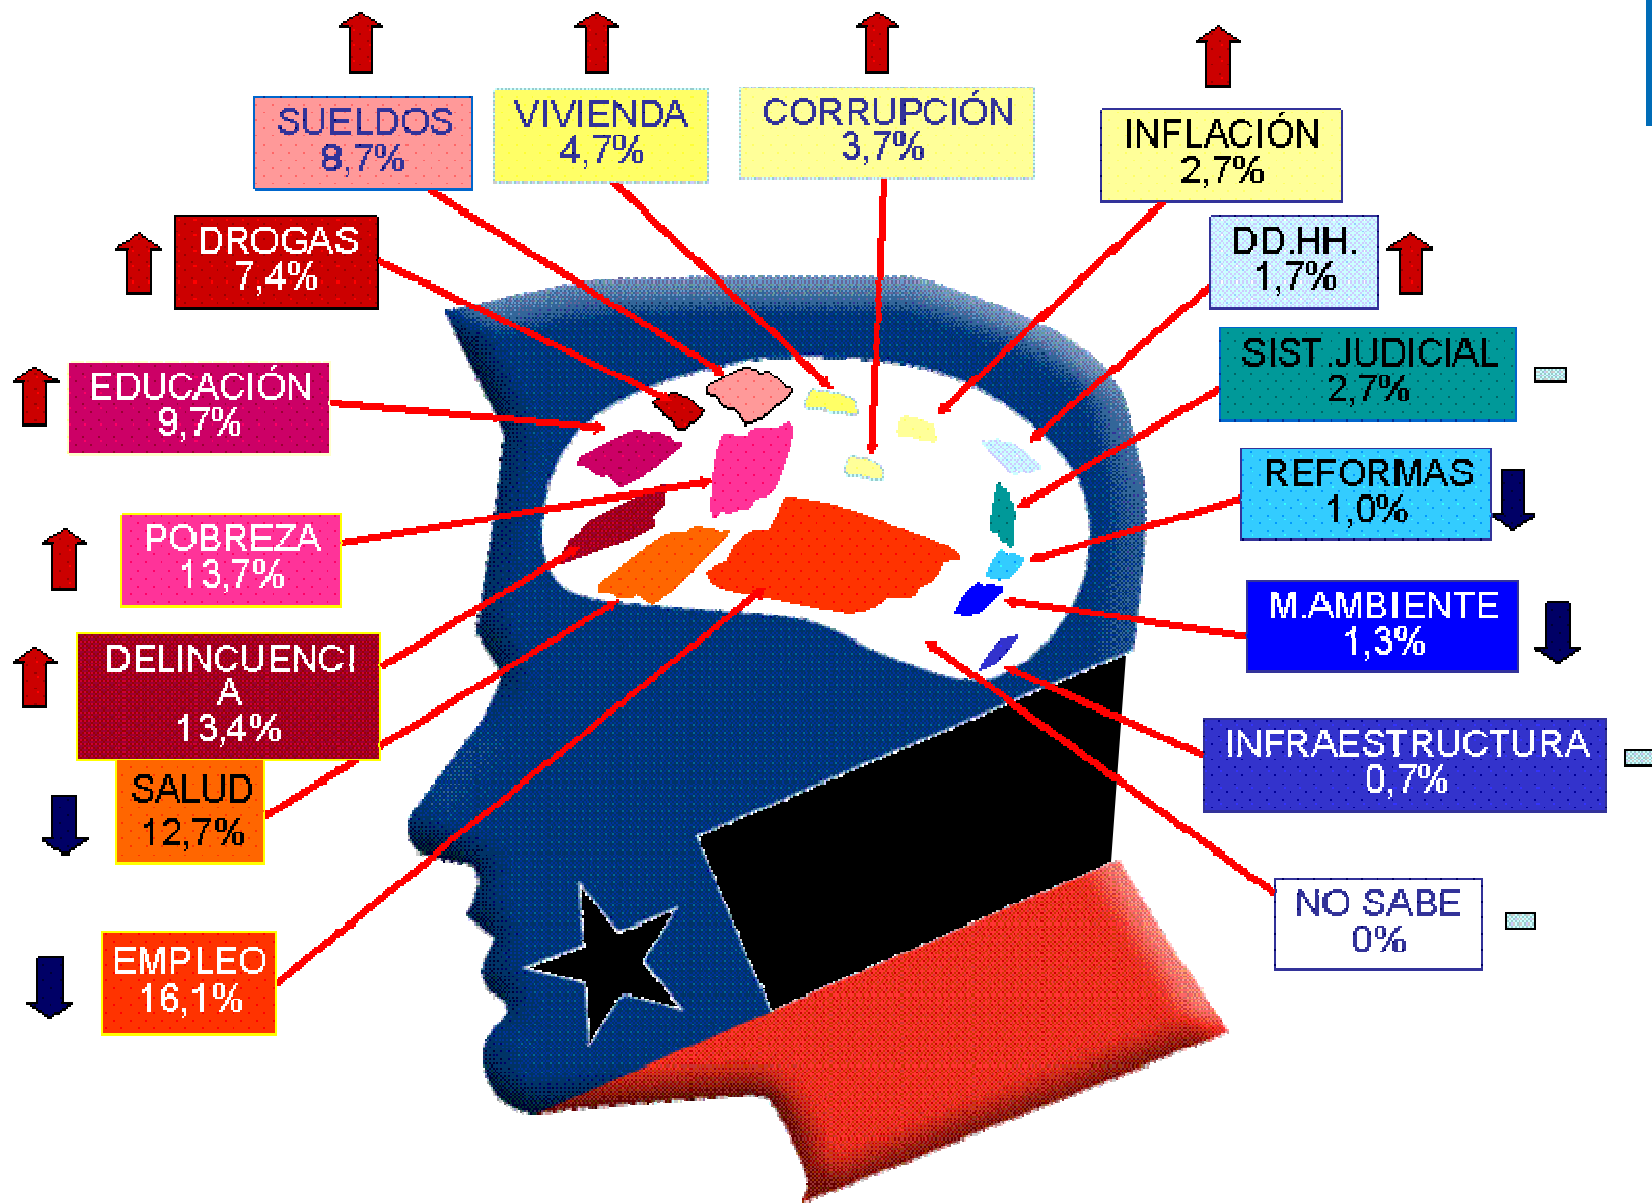 SUELDOS
8,7%
VIVIENDA
4,7%
CORRUPCIÓN
3,7%
INFLACIÓN
2,7%
DROGAS
7,4%
DD.HH.
1,7%
EDUCACIÓN
9,7%
SIST.JUDICIAL
2,7%
REFORMAS
1,0%
POBREZA
13,7%
M.AMBIENTE
1,3%
DELINCUENCI
A
13,4%
INFRAESTRUCTURA
0,7%
SALUD
12,7%
NO SABE
0%
EMPLEO
16,1%